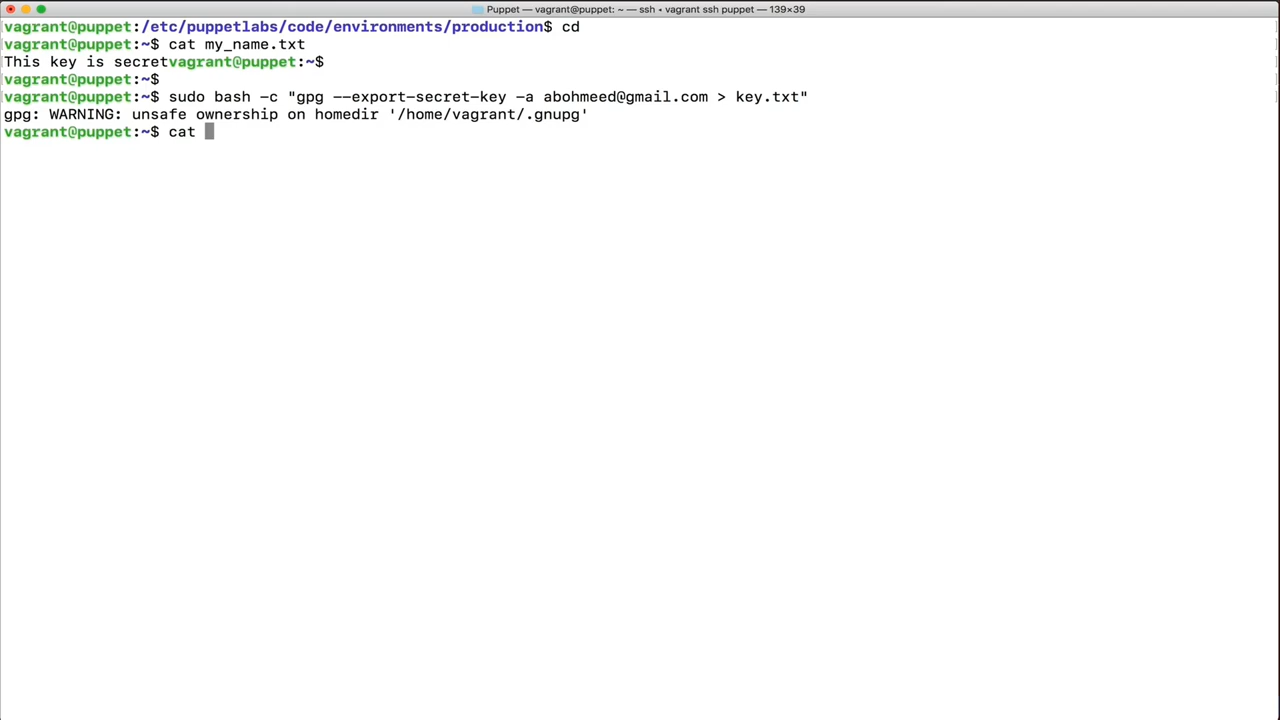 Puppet — vagrant@puppet: ~ — ssh • vagrant ssh puppet — 139×39
vagrant@puppet:/etc/puppetlabs/code/environments/production$ cd
vagrant@puppet:~$ cat my_name.txt
This key is secretvagrant@puppet:~$
vagrant@puppet:~$
vagrant@puppet:~$ sudo bash -c "gpg --export-secret-key -a abohmeed@gmail.com > key.txt"
gpg: WARNING: unsafe ownership on homedir '/home/vagrant/.gnupg'
vagrant@puppet:~$ cat